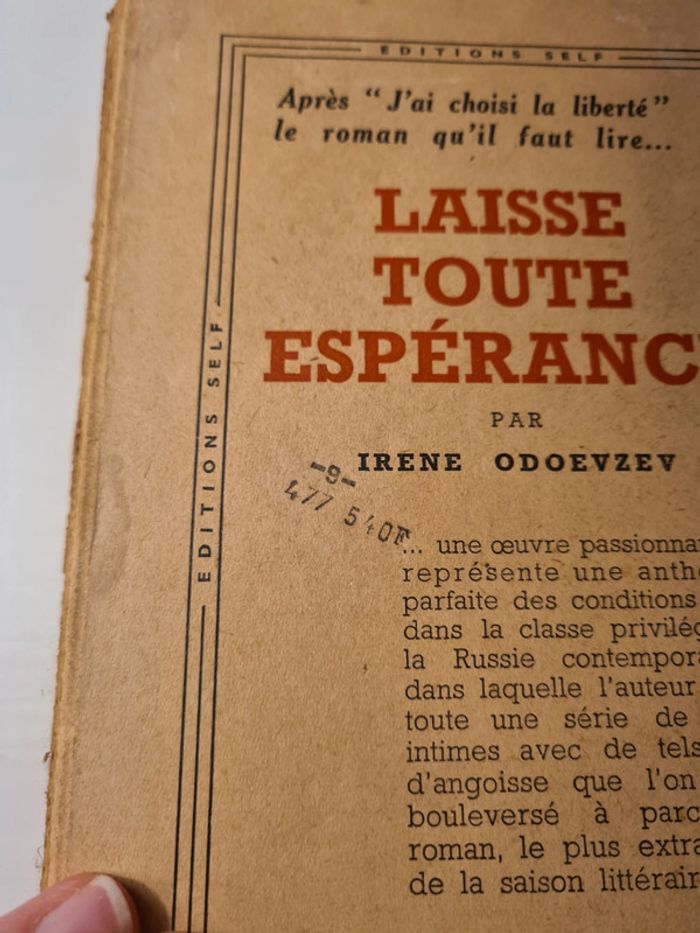 EDITIONS SELF
Après "J'ai choisi la liberté"
le roman qu'il faut lire...
LAISSE
TOUTE
ESPÉRANC
PAR
IRENE ODOEVZEV
-9-
477 540F
EDITIONS SELF
... une œuvre passionna
représente une anth
parfaite des conditions
dans la classe privilég
la Russie contempora
dans laquelle l'auteur
toute une série de
intimes avec de tels
d'angoisse que l'on
bouleversé à parc
roman, le plus extra
de la saison littérair